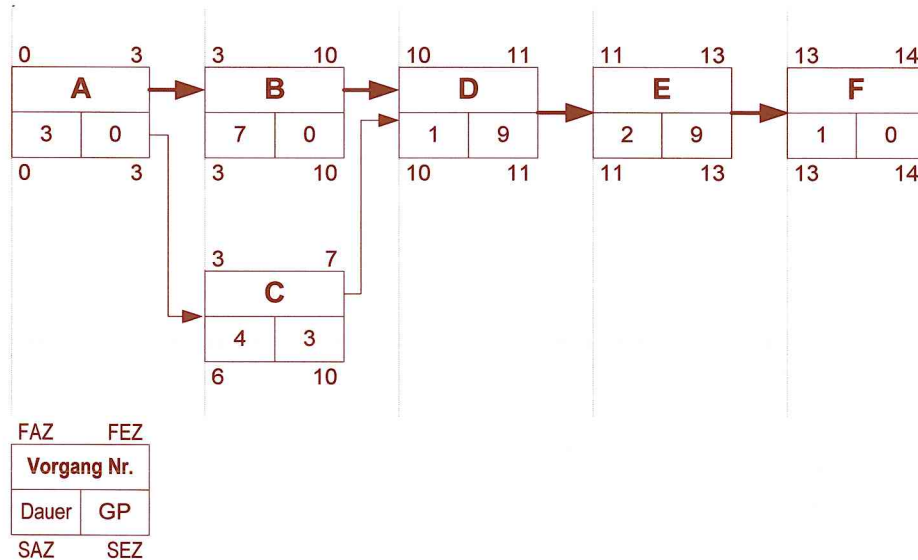 0 3 3 10 10 11 11 13 13 14
A B D E F
3 0 7 0 1 9 2 9 1 0
0 3 3 10 10 11 11 13 13 14
3 7
C
4 3
6 10
FAZ FEZ
Vorgang Nr.
Dauer GP
SAZ SEZ